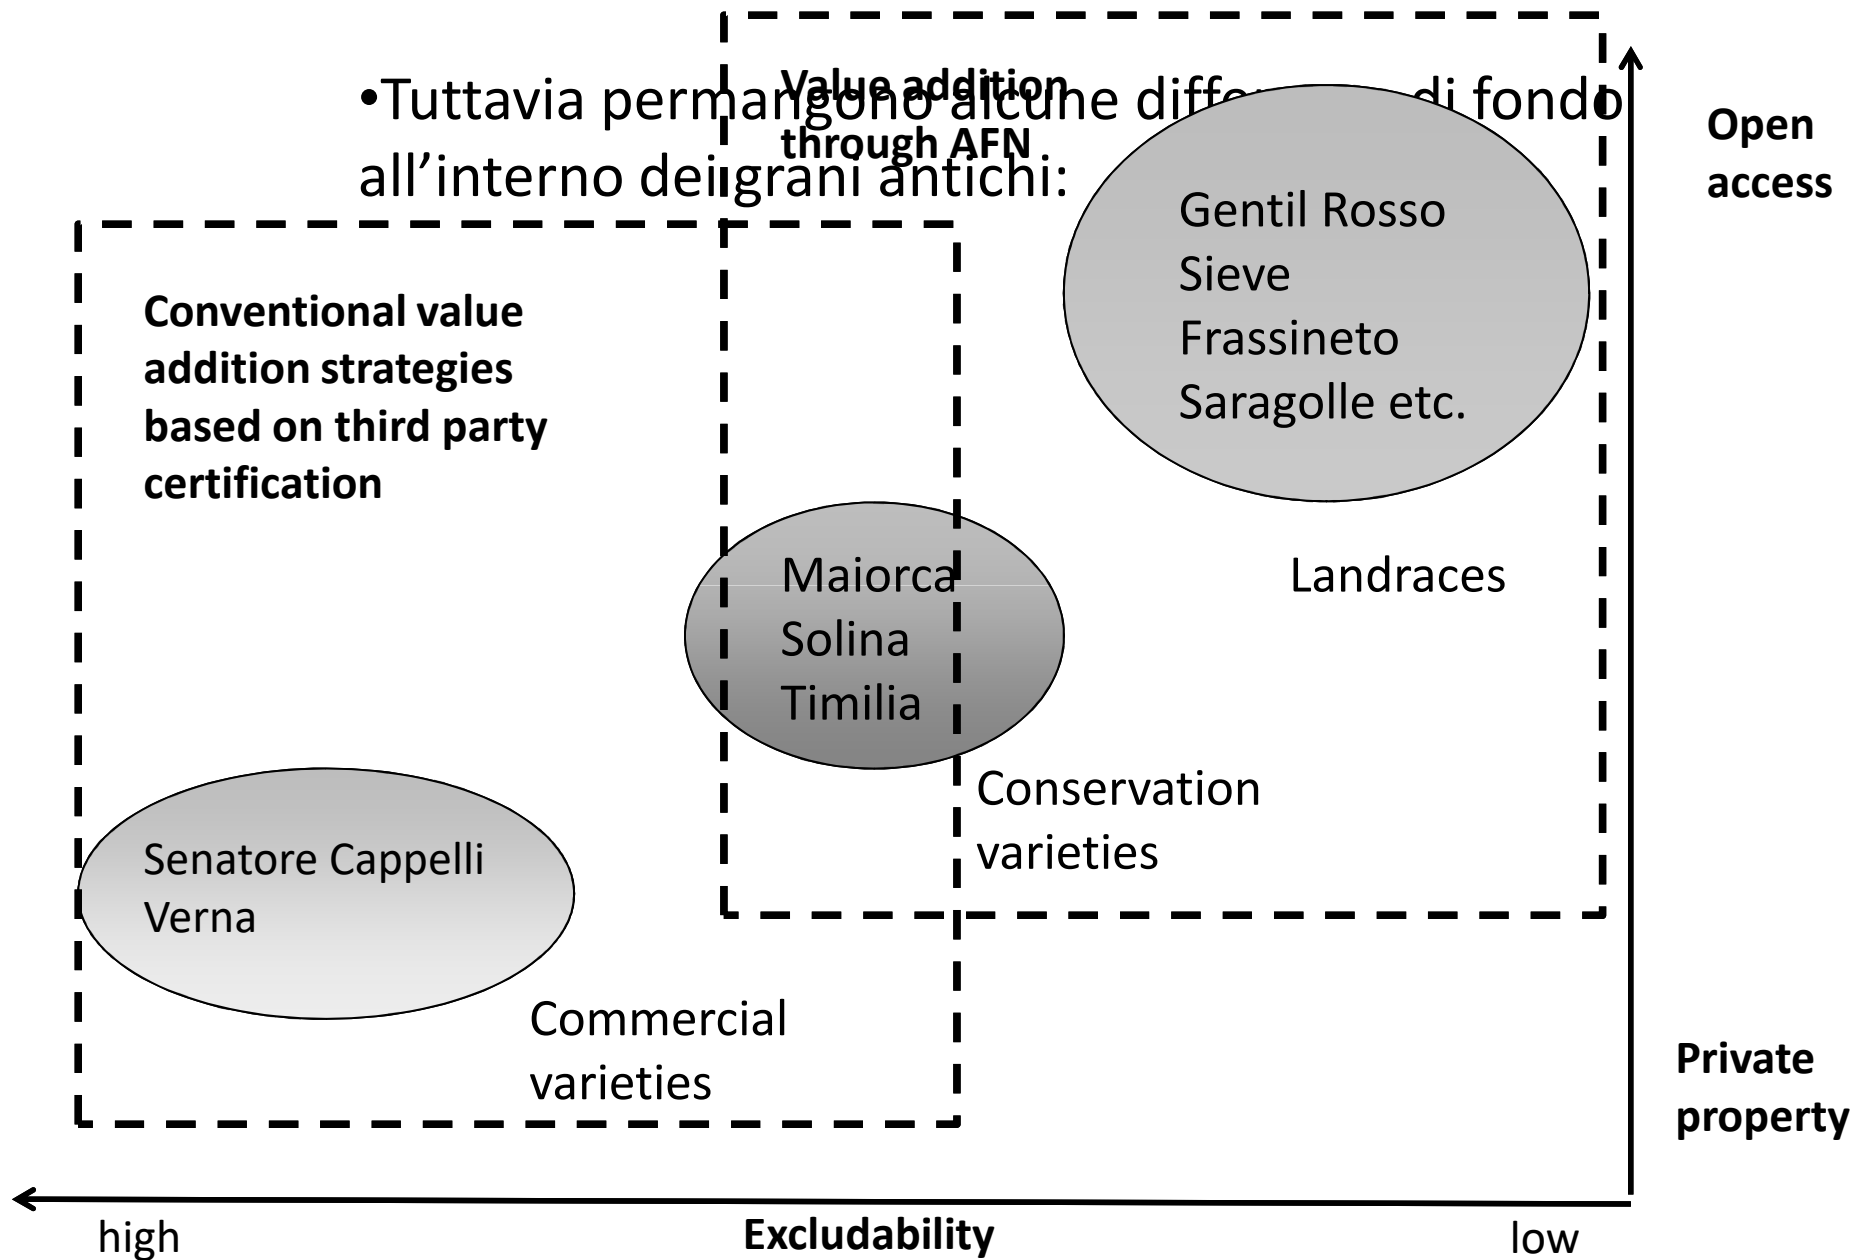 •Tuttavia permangono alcune di fondo
all'interno dei grani antichi:
Value addition
through AFN
Open
access
Gentil Rosso
Sieve
Frassineto
Saragolle etc.
Conventional value
addition strategies
based on third party
certification
Maiorca
Solina
Timilia
Landraces
Conservation
varieties
Senatore Cappelli
Verna
Commercial
varieties
Private
property
high
Excludability
low